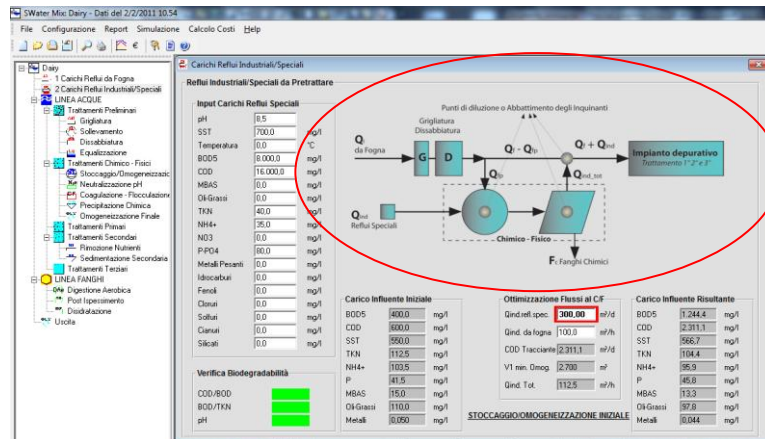 SWater Mix: Dairy - Dati del 2/2/2011 10.54
File Configurazione Report Simulazione Calcolo Costi Help
Dairy
1 Carichi Reflui da Fogna
2 Carichi Reflui Industriali/Speciali
LINEA ACQUE
Trattamenti Preliminari
Grigliatura
Sollevamento
Dissabbiatura
Equalizzazione
Trattamenti Chimico - Fisici
Stoccaggio/Omogeneizzazic
Neutralizzazione pH
Coagulazione - Flocculazione
Precipitazione Chimica
Omogeneizzazione Finale
Trattamenti Primari
Trattamenti Secondari
Rimozione Nutrienti
Sedimentazione Secondaria
Trattamenti Terziari
LINEA FANGHI
Digestione Aerobica
Post Ispessimento
Disidratazione
Uscita
Carichi Reflui Industriali/Speciali
Reflui Industriali/Speciali da Pretrattare
Input Carichi Reflui Speciali
pH 8,5
SST 700,0 mg/l
Temperatura 0,0 °C
BOD5 8.000,0 mg/l
COD 16.000,0 mg/l
MBAS 0,0 mg/l
Oli-Grassi 0,0 mg/l
TKN 40,0 mg/l
NH4+ 35,0 mg/l
NO3 0,0 mg/l
P-PO4 80,0 mg/l
Metalli Pesanti 0,0 mg/l
Idrocarburi 0,0 mg/l
Fenoli 0,0 mg/l
Cloruri 0,0 mg/l
Solfuri 0,0 mg/l
Cianuri 0,0 mg/l
Silicati 0,0 mg/l
Verifica Biodegradabilità
COD/BOD
BOD/TKN
pH
Punti di diluzione o Abbattimento degli Inquinanti
Grigliatura
Dissabbiatura
da Fogna
G D
Qf - Qfp
Qf + Qind
Impianto depurativo
Trattamento 1° 2° e 3°
Qfp
Qind_tot
Qind
Reflui Speciali
Chimico - Fisico
Fc Fanghi Chimici
Carico Influente Iniziale
BOD5 400,0 mg/l
COD 600,0 mg/l
SST 550,0 mg/l
TKN 112,5 mg/l
NH4+ 103,5 mg/l
P 41,5 mg/l
MBAS 15,0 mg/l
Oli-Grassi 110,0 mg/l
Metalli 0,050 mg/l
Ottimizzazione Flussi al C/F
Qind.refl.spec. 300,00 m³/d
Qind. da fogna 100,0 m³/h
COD Tracciante 2.311,1 m³/d
V1 min. Omog. 2.700 m³
Qind. Tot. 112,5 m³/h
STOCCAGGIO/OMOGENEIZZAZIONE INIZIALE
Carico Influente Risultante
BOD5 1.244,4 mg/l
COD 2.311,1 mg/l
SST 566,7 mg/l
TKN 104,4 mg/l
NH4+ 95,9 mg/l
P 45,8 mg/l
MBAS 13,3 mg/l
Oli-Grassi 97,8 mg/l
Metalli 0,044 mg/l